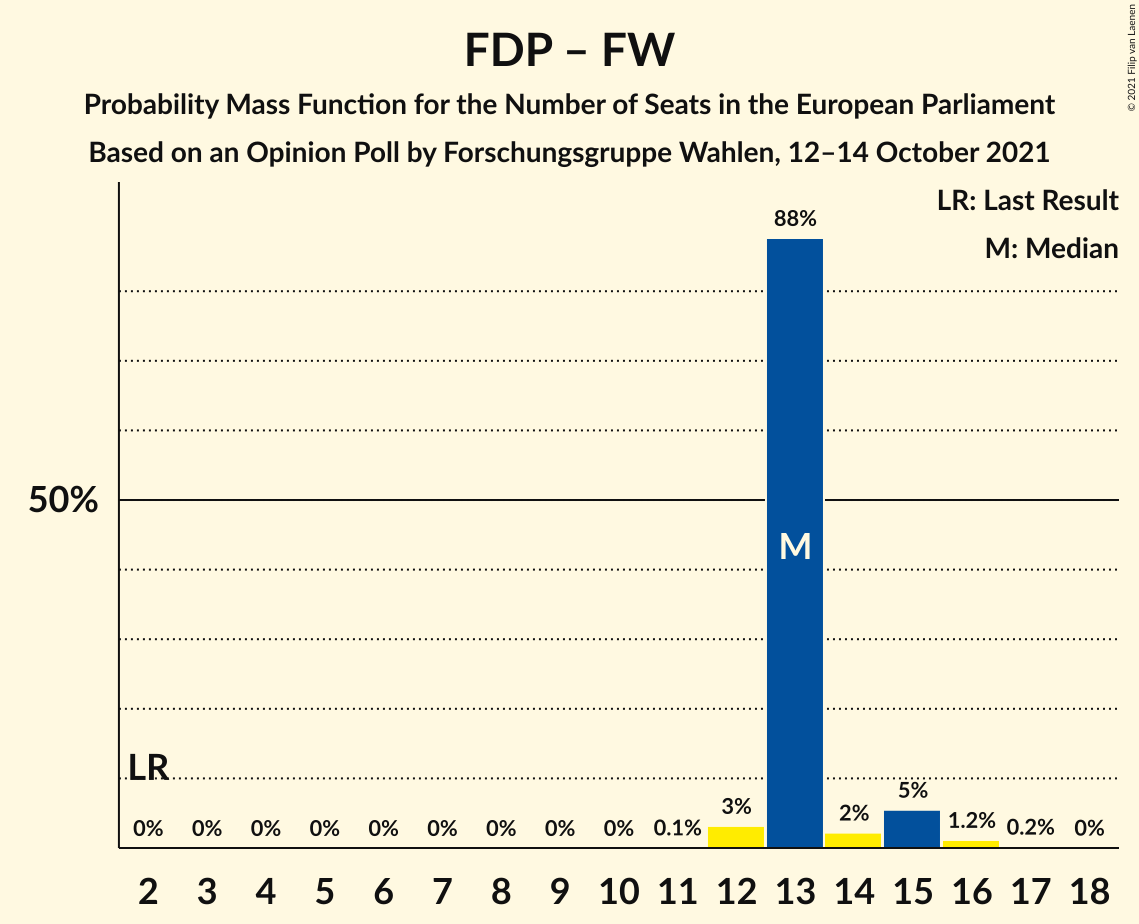 FDP – FW
Probability Mass Function for the Number of Seats in the European Parliament
Based on an Opinion Poll by Forschungsgruppe Wahlen, 12–14 October 2021
© 2021 Filip van Laenen
LR: Last Result
M: Median
88%
50%
M
LR
0% 0% 0% 0% 0% 0% 0% 0% 0% 0.1% 3% 2% 5% 1.2% 0.2% 0%
2 3 4 5 6 7 8 9 10 11 12 13 14 15 16 17 18